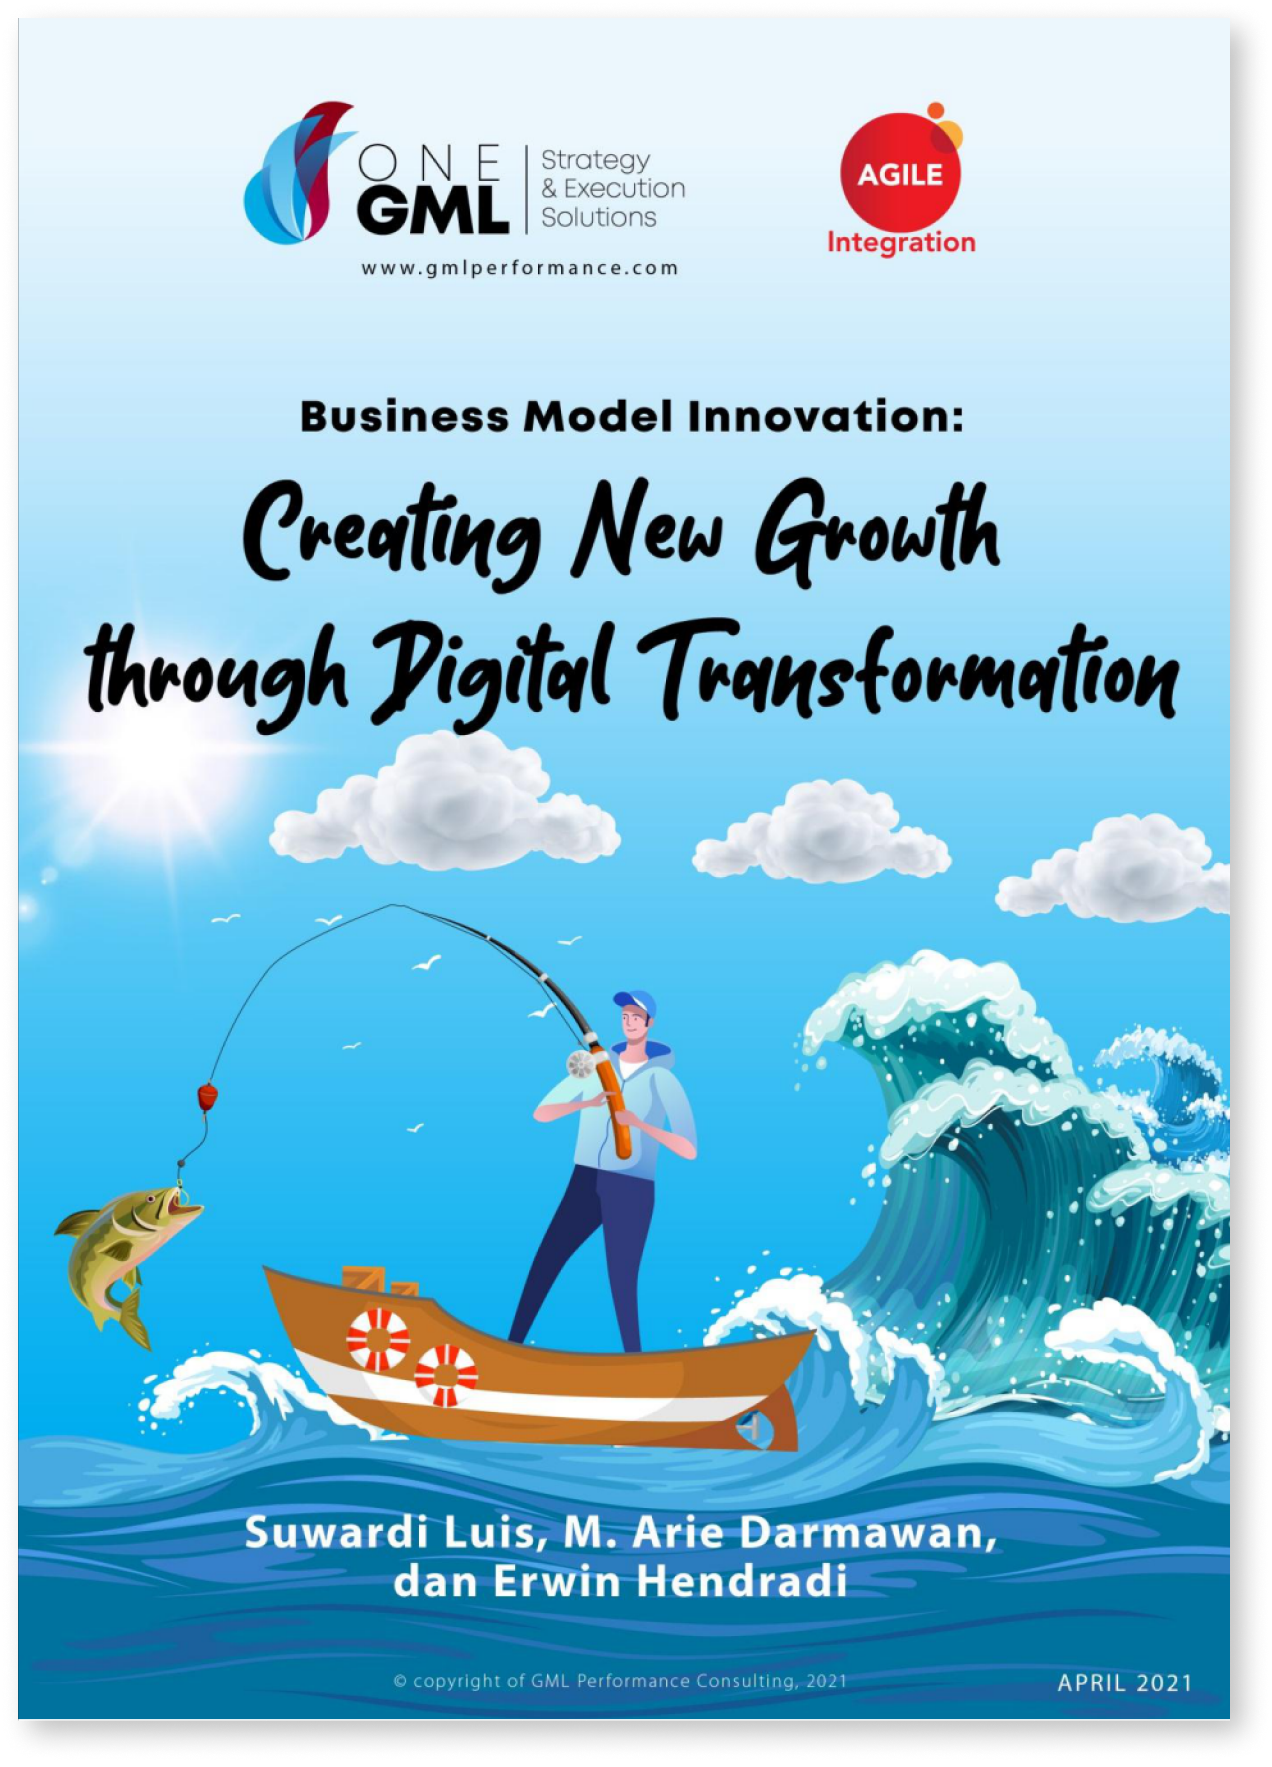 ONE
GML
Strategy
& Execution
Solutions
www.gmlperformance.com
AGILE
Integration
Business Model Innovation:
Creating New Growth
through Digital Transformation
Suwardi Luis, M. Arie Darmawan,
dan Erwin Hendradi
© copyright of GML Performance Consulting, 2021
APRIL 2021